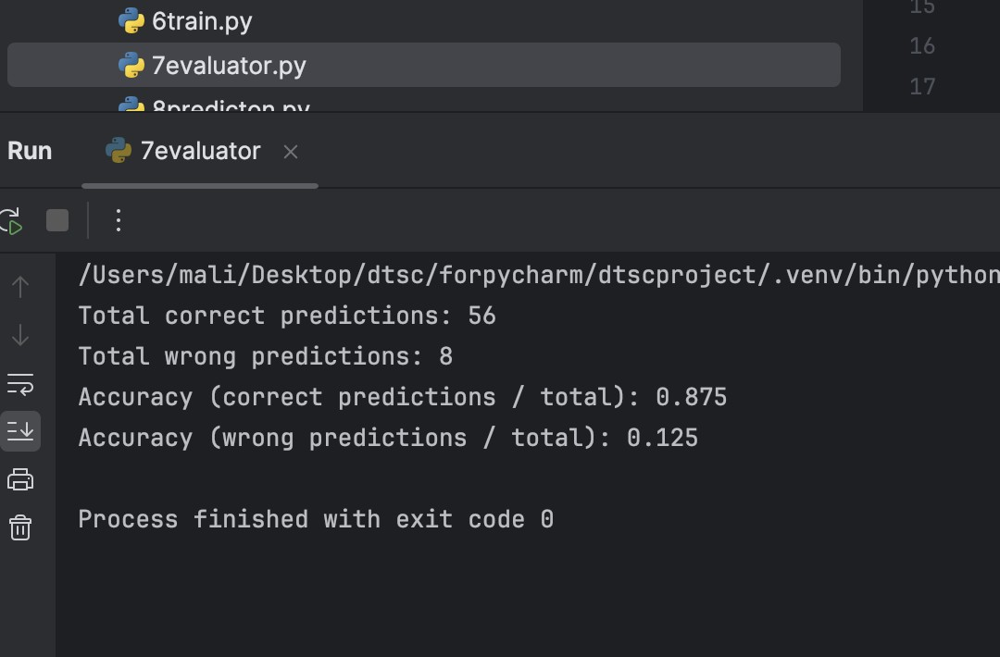 15
6train.py
16
7evaluator.py
17
8predicton.py
Run
7evaluator
/Users/mali/Desktop/dtsc/forpycharm/dtscproject/.venv/bin/python
Total correct predictions: 56
Total wrong predictions: 8
Accuracy (correct predictions / total): 0.875
Accuracy (wrong predictions / total): 0.125
Process finished with exit code 0